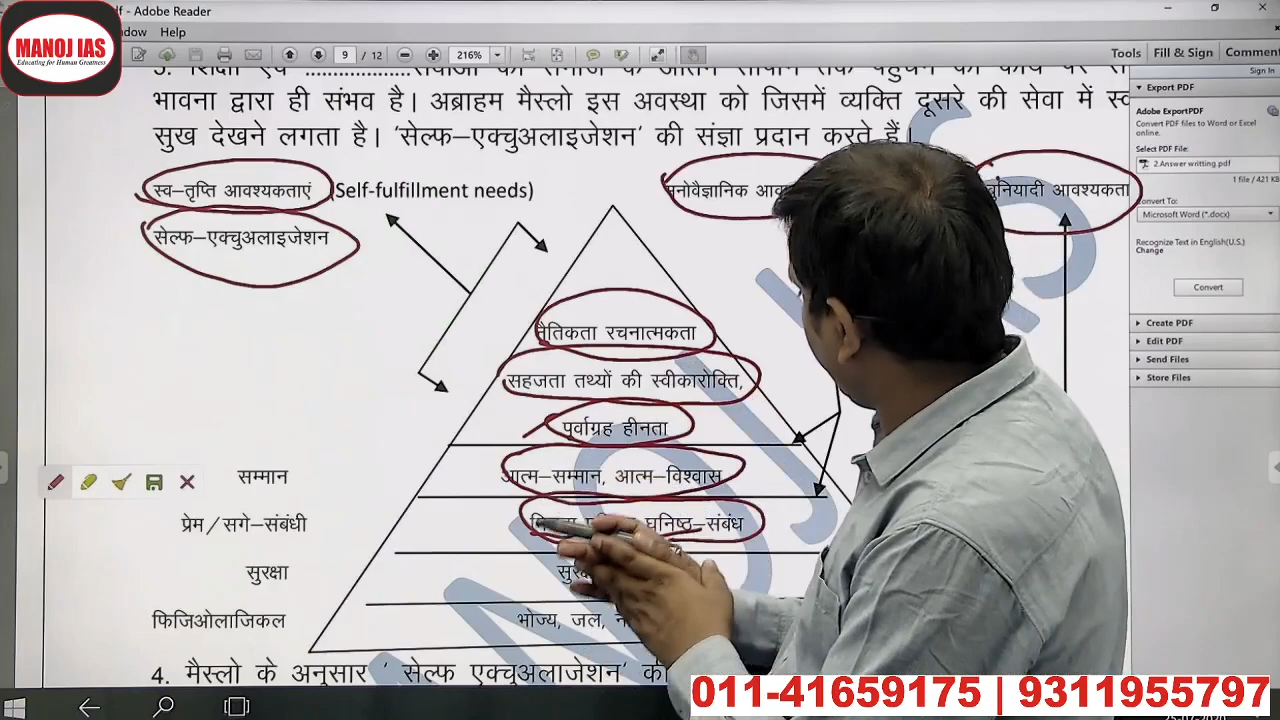 df - Adobe Reader
MANOJ IAS
Educating for Human Greatness
Help
9 / 12
216%
Tools Fill & Sign Comment
Sign In
भावना द्वारा ही संभव है। अब्राहम मैस्लो इस अवस्था को जिसमें व्यक्ति दूसरे की सेवा में
सुख देखने लगता है। ‘सेल्फ–एक्चुअलाइजेशन’ की संज्ञा प्रदान करते हैं।
स्व–तृप्ति आवश्यकताएं (Self-fulfillment needs)
बुनियादी आवश्यकता
सेल्फ–एक्चुअलाइजेशन
नैतिकता रचनात्मकता
सहजता तथ्यों की स्वीकारोक्ति,
पूर्वाग्रह हीनता
सम्मान
आत्म–सम्मान, आत्म–विश्वास
प्रेम/सगे–संबंधी
घनिष्ठ–संबंध
सुरक्षा
फिजिओलाजिकल
भोज्य, जल,
4. मैस्लो के अनुसार ‘ सेल्फ एक्चुअलाजेशन’ की
Export PDF
Adobe ExportPDF
Convert PDF files to Word or Excel
online.
Select PDF File:
2.Answer writting.pdf
1 file / 421 KB
Convert To:
Microsoft Word (*.docx)
Recognize Text in English(U.S.)
Change
Convert
Create PDF
Edit PDF
Send Files
Store Files
011-41659175 | 9311955797